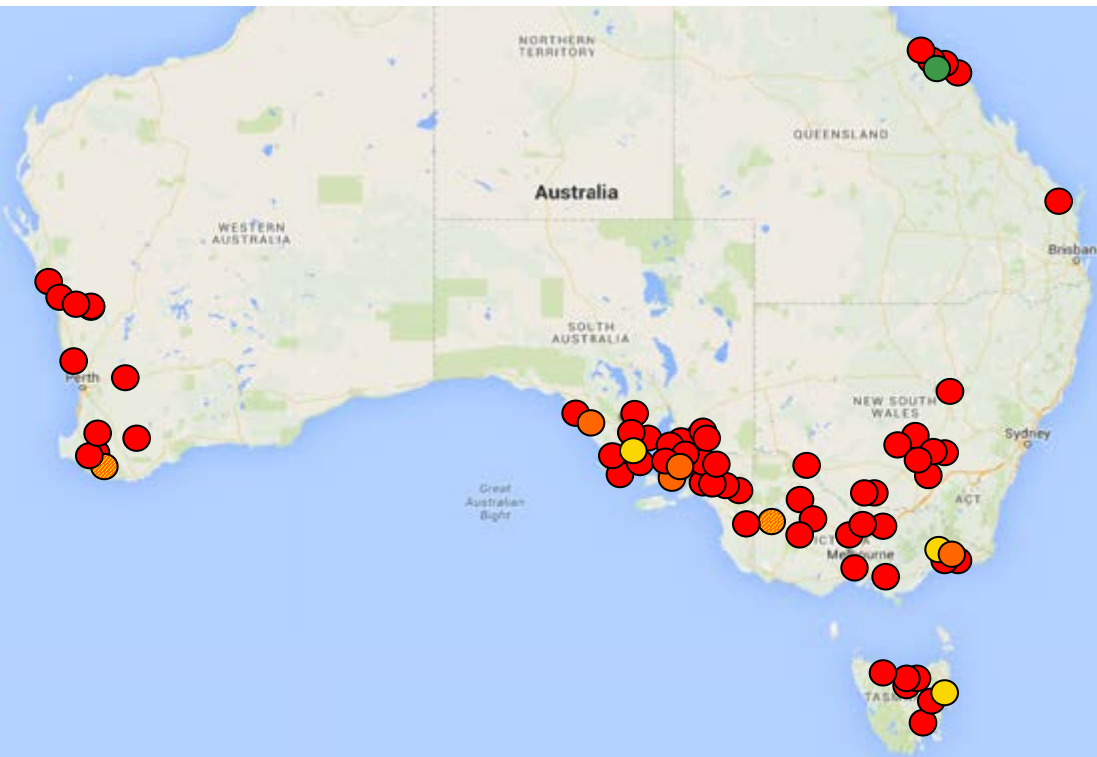 NORTHERN
TERRITORY
QUEENSLAND
Australia
WESTERN
AUSTRALIA
Brisban
SOUTH
AUSTRALIA
Perth
NEW SOUTH
WALES
Sydney
Great
Australian
Bight
ACT
Melbourne